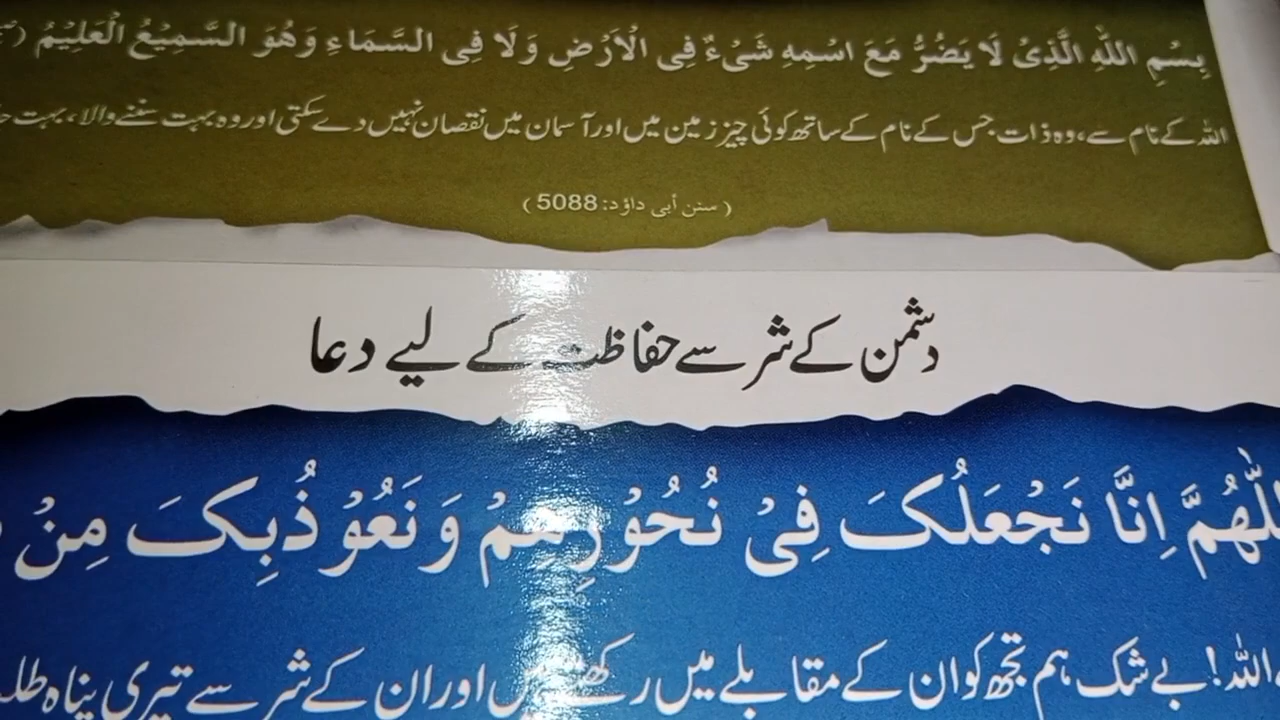 بِسْمِ اللهِ الَّذِىْ لَا يَضُرُّ مَعَ اسْمِهٖ شَىْءٌ فِى الْاَرْضِ وَلَا فِى السَّمَاءِ وَهُوَ السَّمِيْعُ الْعَلِيْمُ
اللہ کے نام سے، وہ ذات جس کے ساتھ کوئی چیز زمین میں اور آسمان میں نقصان نہیں دے سکتی اور وہ بہت سننے والا، بہت
( سنن أبی داؤد: 5088 )
دشمن کے شر سے حفاظت کے لیے دعا
اَللّٰهُمَّ اِنَّا نَجْعَلُكَ فِىْ نُحُوْرِهِمْ وَ نَعُوْذُبِكَ مِنْ
اللہ! بے شک ہم تجھ کو ان کے مقابلے میں رکھتے ہیں اور ان کے شر سے تیری پناہ